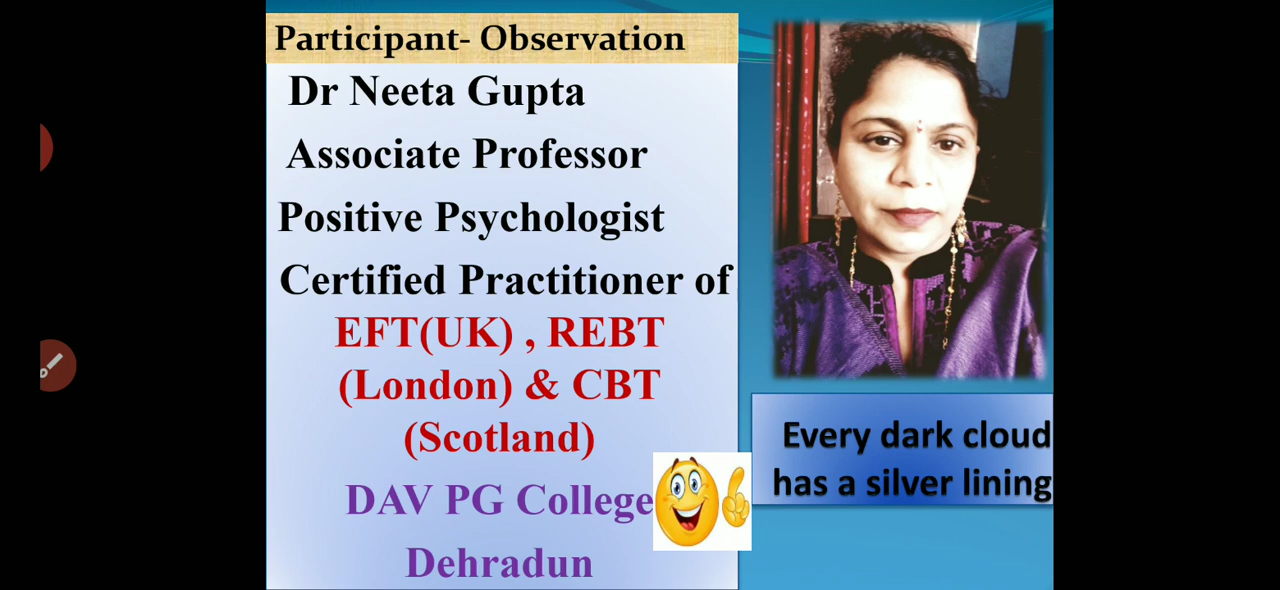 Participant- Observation
Dr Neeta Gupta
Associate Professor
Positive Psychologist
Certified Practitioner of
EFT(UK) , REBT
(London) & CBT
(Scotland)
DAV PG College
Dehradun
Every dark cloud
has a silver lining